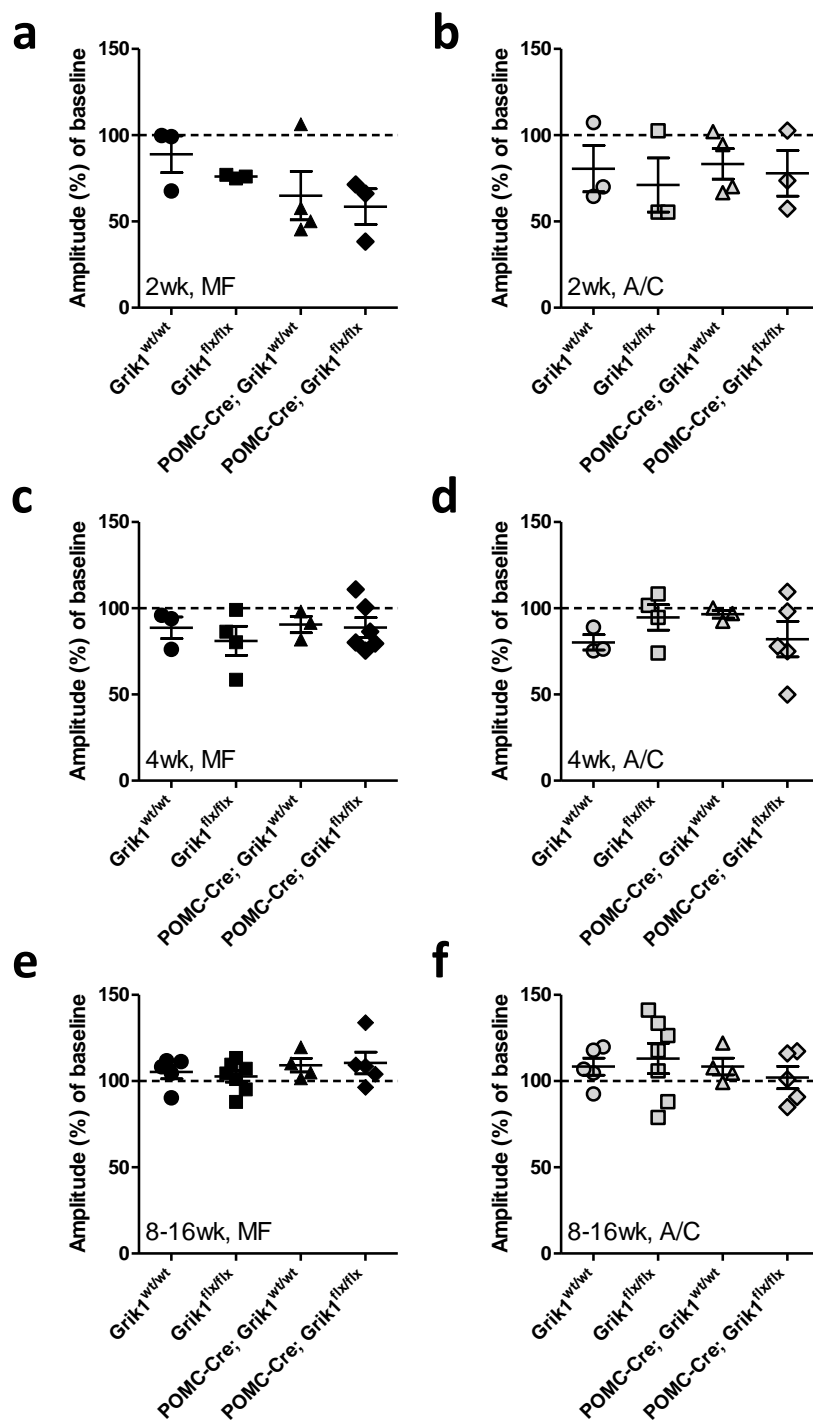 a
Amplitude (%) of baseline
150
100
50
0
2wk, MF
Grik1wt/wt
Grik1flx/flx
POMC-Cre; Grik1wt/wt
POMC-Cre; Grik1flx/flx
b
Amplitude (%) of baseline
150
100
50
0
2wk, A/C
Grik1wt/wt
Grik1flx/flx
POMC-Cre; Grik1wt/wt
POMC-Cre; Grik1flx/flx
c
Amplitude (%) of baseline
150
100
50
0
4wk, MF
Grik1wt/wt
Grik1flx/flx
POMC-Cre; Grik1wt/wt
POMC-Cre; Grik1flx/flx
d
Amplitude (%) of baseline
150
100
50
0
4wk, A/C
Grik1wt/wt
Grik1flx/flx
POMC-Cre; Grik1wt/wt
POMC-Cre; Grik1flx/flx
e
Amplitude (%) of baseline
150
100
50
0
8-16wk, MF
Grik1wt/wt
Grik1flx/flx
POMC-Cre; Grik1wt/wt
POMC-Cre; Grik1flx/flx
f
Amplitude (%) of baseline
150
100
50
0
8-16wk, A/C
Grik1wt/wt
Grik1flx/flx
POMC-Cre; Grik1wt/wt
POMC-Cre; Grik1flx/flx